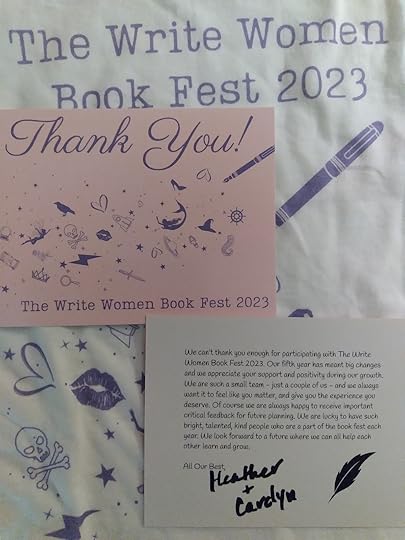 The Write Women
Book Fest 2023
Thank You!
The Write Women Book Fest 2023
We can't thank you enough for participating with The Write
Women Book Fest 2023. Our fifth year has meant big changes
and we appreciate your support and positivity during our growth.
We are such a small team - just a couple of us - and we always
want it to feel like you matter, and give you the experience you
deserve. Of course we are always happy to receive important
critical feedback for future planning. We are lucky to have such
bright, talented, kind people who are a part of the book fest each
year. We look forward to a future where we can all help each
other learn and grow.
All Our Best,
Heather
+
Carolyn